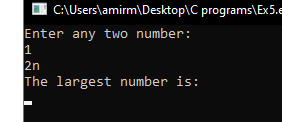 C:\Users\amirm\Desktop\C programs\Ex5.e
Enter any two number:
1
2n
The largest number is: